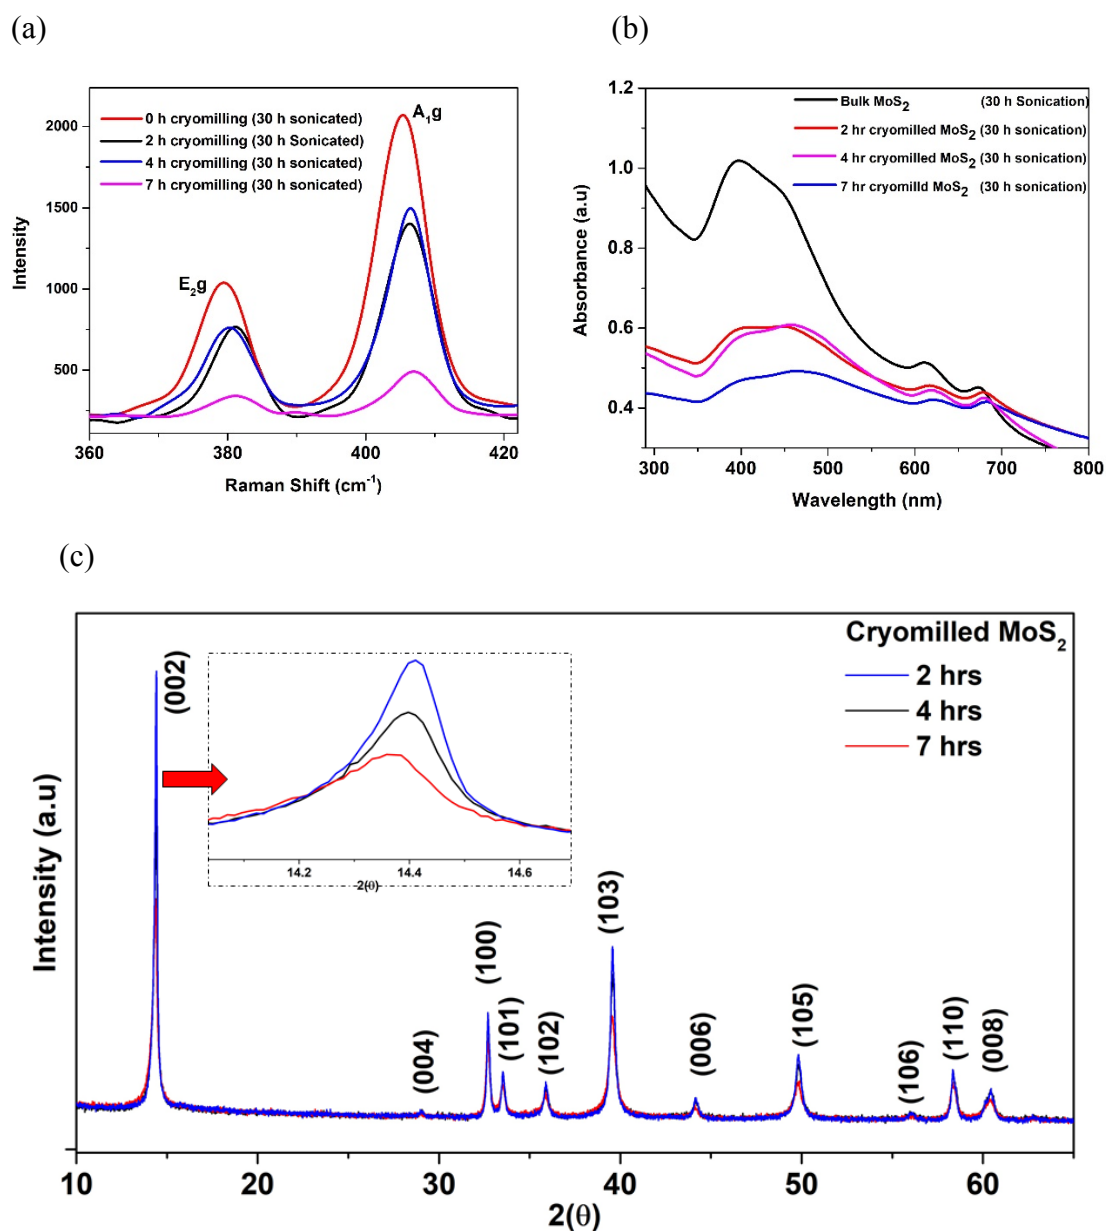 (a)
(b)
A₁g
E₂g
0 h cryomilling (30 h sonicated)
2 h cryomilling (30 h Sonicated)
4 h cryomilling (30 h sonicated)
7 h cryomilling (30 h sonicated)
Intensity
2000
1500
1000
500
360
380
400
420
Raman Shift (cm⁻¹)
Bulk MoS₂ (30 h Sonication)
2 hr cryomilled MoS₂ (30 h sonication)
4 hr cryomilled MoS₂ (30 h sonication)
7 hr cryomilld MoS₂ (30 h sonication)
Absorbance (a.u)
1.2
1.0
0.8
0.6
0.4
300
400
500
600
700
800
Wavelength (nm)
(c)
Cryomilled MoS₂
2 hrs
4 hrs
7 hrs
(002)
14.2
14.4
14.6
2(θ)
(004)
(100)
(101)
(102)
(103)
(006)
(105)
(106)
(110)
(008)
Intensity (a.u)
10
20
30
40
50
60
2(θ)